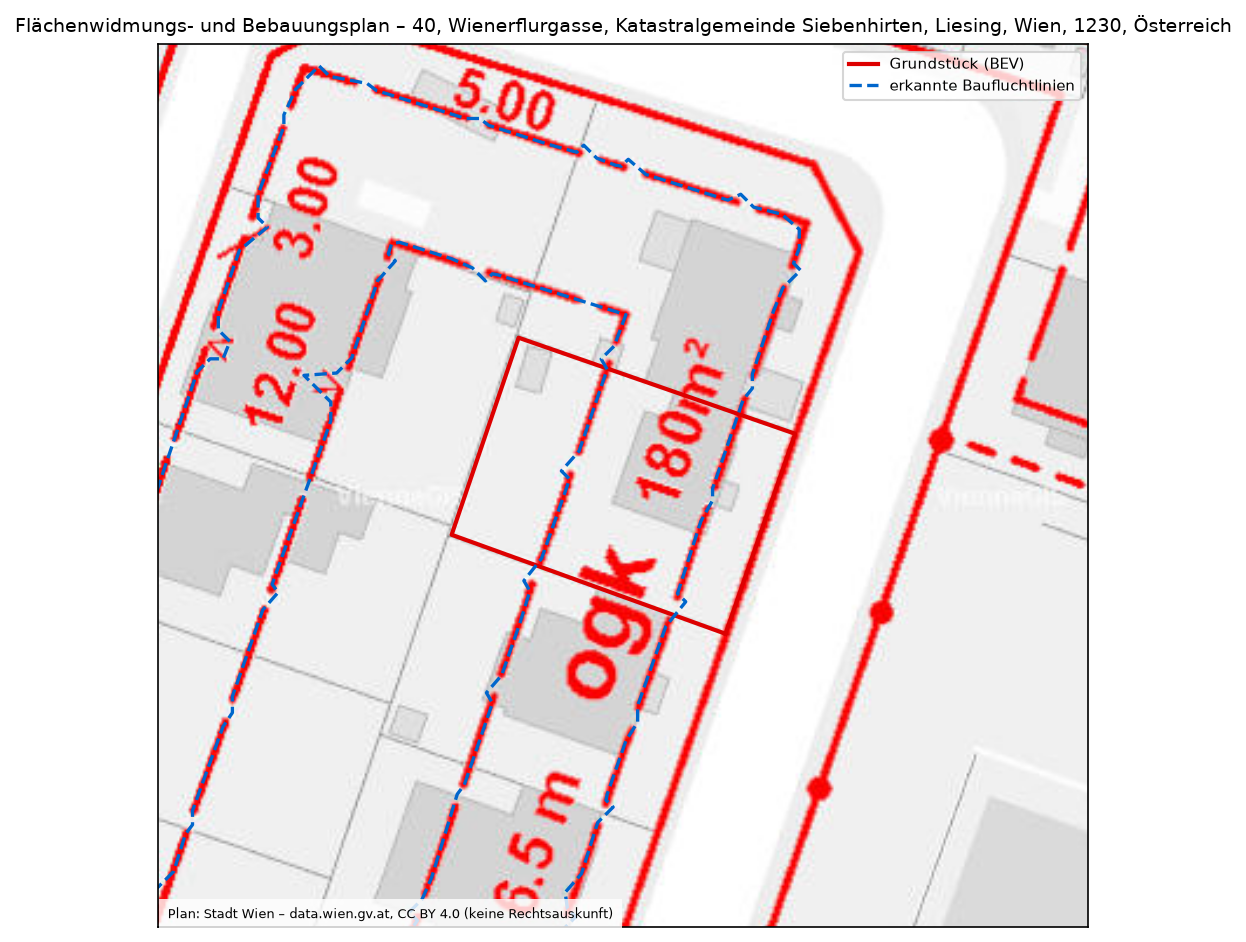 Flächenwidmungs- und Bebauungsplan – 40, Wienerflurgasse, Katastralgemeinde Siebenhirten, Liesing, Wien, 1230, Österreich
Grundstück (BEV)
erkannte Baufluchtlinien
5.00
3.00
12.00
180m²
ogk
6.5 m
Plan: Stadt Wien – data.wien.gv.at, CC BY 4.0 (keine Rechtsauskunft)